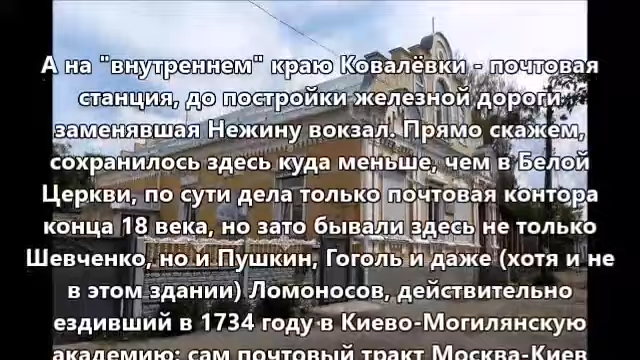 А на "внутреннем" краю Ковалёвки - почтовая
станция, до постройки железной дороги
заменявшая Нежину вокзал. Прямо скажем,
сохранилось здесь куда меньше, чем в Белой
Церкви, по сути дела только почтовая контора
конца 18 века, но зато бывали здесь не только
Шевченко, но и Пушкин, Гоголь и даже (хотя и не
в этом здании) Ломоносов, действительно
ездивший в 1734 году в Киево-Могилянскую
академию: сам почтовый тракт Москва-Киев